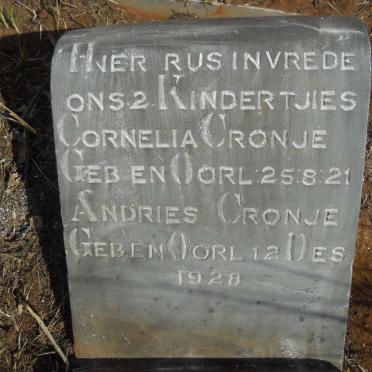 HIER RUS IN VREDE
ONS 2 KINDERTJIES
CORNELIA CRONJE
GEB EN OORL 25.8.21
ANDRIES CRONJE
GEB EN OORL 12 DES
1928